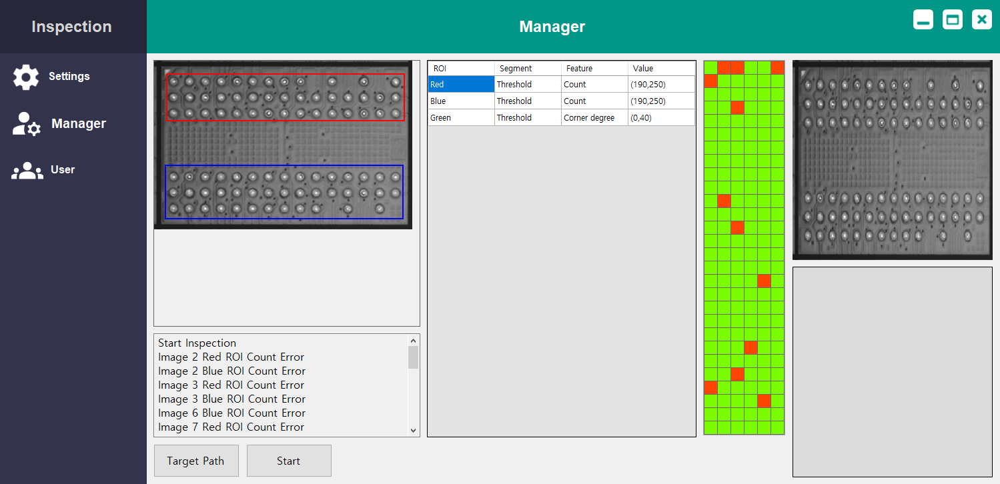 Inspection
Manager
Settings
Manager
User
ROI Segment Feature Value
Red Threshold Count (190,250)
Blue Threshold Count (190,250)
Green Threshold Corner degree (0,40)
Start Inspection
Image 2 Red ROI Count Error
Image 2 Blue ROI Count Error
Image 3 Red ROI Count Error
Image 3 Blue ROI Count Error
Image 6 Blue ROI Count Error
Image 7 Red ROI Count Error
Target Path
Start